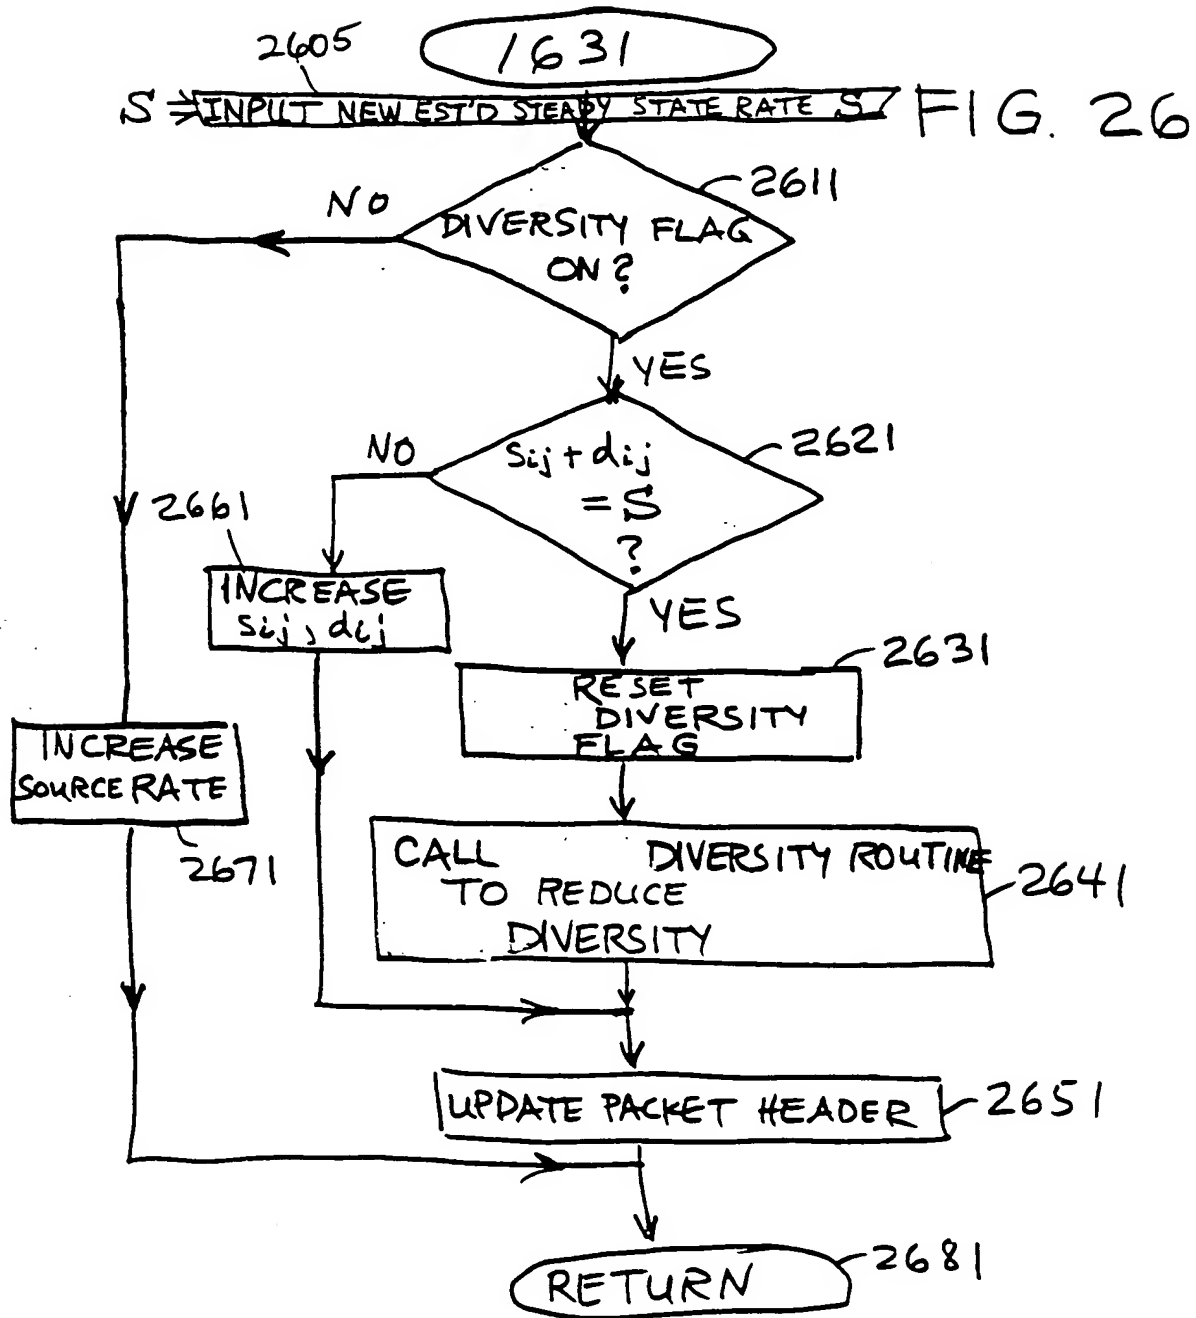 2605
1631
S ⇒ INPUT NEW EST'D STEADY STATE RATE S
FIG. 26
2611
NO
DIVERSITY FLAG
ON?
YES
2621
NO
sij + dij
= S
?
2661
INCREASE
sij, dij
YES
2631
RESET
DIVERSITY
FLAG
INCREASE
SOURCE RATE
2671
CALL DIVERSITY ROUTINE
TO REDUCE
DIVERSITY
2641
UPDATE PACKET HEADER
2651
RETURN
2681